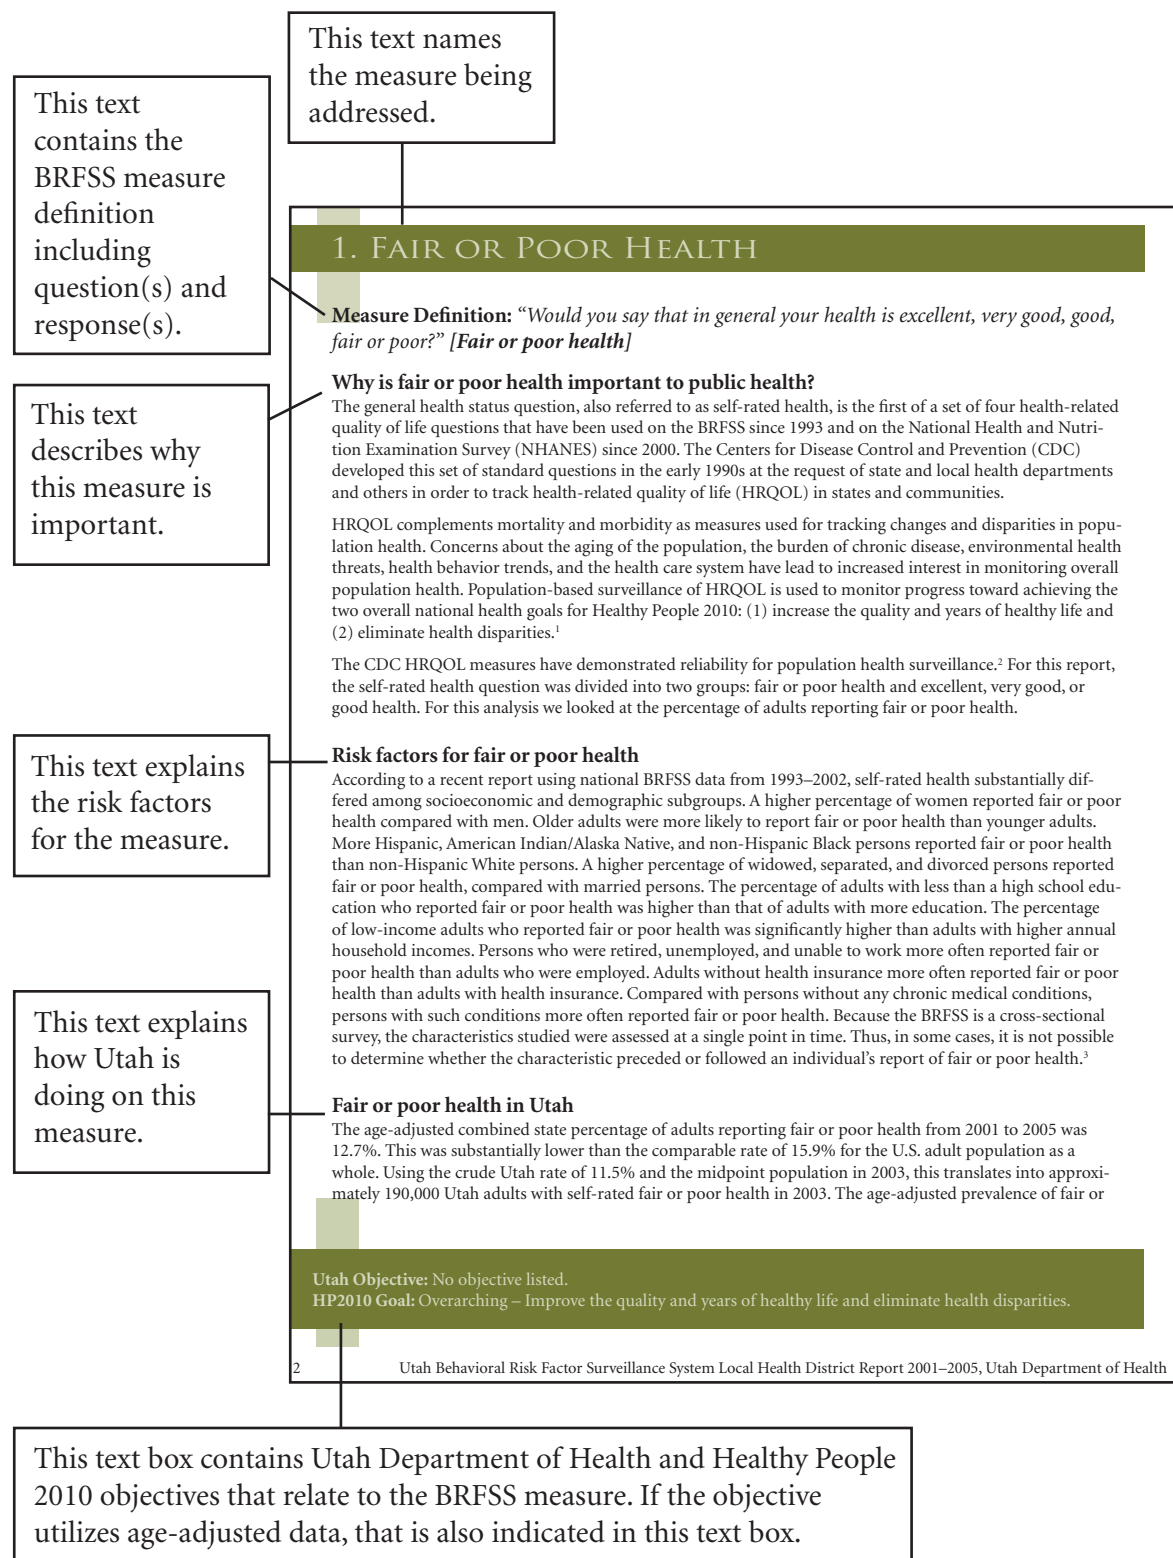 This text names
the measure being
addressed.
This text
contains the
BRFSS measure
definition
including
question(s) and
response(s).
1. Fair or Poor Health
Measure Definition: “Would you say that in general your health is excellent, very good, good,
fair or poor?” [Fair or poor health]
This text
describes why
this measure is
important.
Why is fair or poor health important to public health?
The general health status question, also referred to as self-rated health, is the first of a set of four health-related
quality of life questions that have been used on the BRFSS since 1993 and on the National Health and Nutri-
tion Examination Survey (NHANES) since 2000. The Centers for Disease Control and Prevention (CDC)
developed this set of standard questions in the early 1990s at the request of state and local health departments
and others in order to track health-related quality of life (HRQOL) in states and communities.
HRQOL complements mortality and morbidity as measures used for tracking changes and disparities in popu-
lation health. Concerns about the aging of the population, the burden of chronic disease, environmental health
threats, health behavior trends, and the health care system have lead to increased interest in monitoring overall
population health. Population-based surveillance of HRQOL is used to monitor progress toward achieving the
two overall national health goals for Healthy People 2010: (1) increase the quality and years of healthy life and
(2) eliminate health disparities.1
The CDC HRQOL measures have demonstrated reliability for population health surveillance.2 For this report,
the self-rated health question was divided into two groups: fair or poor health and excellent, very good, or
good health. For this analysis we looked at the percentage of adults reporting fair or poor health.
This text explains
the risk factors
for the measure.
Risk factors for fair or poor health
According to a recent report using national BRFSS data from 1993–2002, self-rated health substantially dif-
fered among socioeconomic and demographic subgroups. A higher percentage of women reported fair or poor
health compared with men. Older adults were more likely to report fair or poor health than younger adults.
More Hispanic, American Indian/Alaska Native, and non-Hispanic Black persons reported fair or poor health
than non-Hispanic White persons. A higher percentage of widowed, separated, and divorced persons reported
fair or poor health, compared with married persons. The percentage of adults with less than a high school edu-
cation who reported fair or poor health was higher than that of adults with more education. The percentage
of low-income adults who reported fair or poor health was significantly higher than adults with higher annual
household incomes. Persons who were retired, unemployed, and unable to work more often reported fair or
poor health than adults who were employed. Adults without health insurance more often reported fair or poor
health than adults with health insurance. Compared with persons without any chronic medical conditions,
persons with such conditions more often reported fair or poor health. Because the BRFSS is a cross-sectional
survey, the characteristics studied were assessed at a single point in time. Thus, in some cases, it is not possible
to determine whether the characteristic preceded or followed an individual’s report of fair or poor health.3
This text explains
how Utah is
doing on this
measure.
Fair or poor health in Utah
The age-adjusted combined state percentage of adults reporting fair or poor health from 2001 to 2005 was
12.7%. This was substantially lower than the comparable rate of 15.9% for the U.S. adult population as a
whole. Using the crude Utah rate of 11.5% and the midpoint population in 2003, this translates into approxi-
mately 190,000 Utah adults with self-rated fair or poor health in 2003. The age-adjusted prevalence of fair or
Utah Objective: No objective listed.
HP2010 Goal: Overarching – Improve the quality and years of healthy life and eliminate health disparities.
2 Utah Behavioral Risk Factor Surveillance System Local Health District Report 2001–2005, Utah Department of Health
This text box contains Utah Department of Health and Healthy People
2010 objectives that relate to the BRFSS measure. If the objective
utilizes age-adjusted data, that is also indicated in this text box.